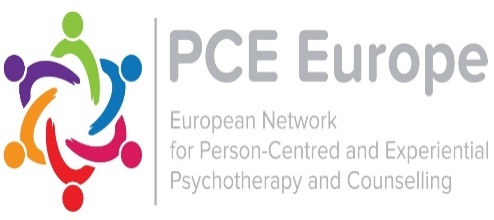 PCE Europe
European Network
for Person-Centred and Experiential
Psychotherapy and Counselling